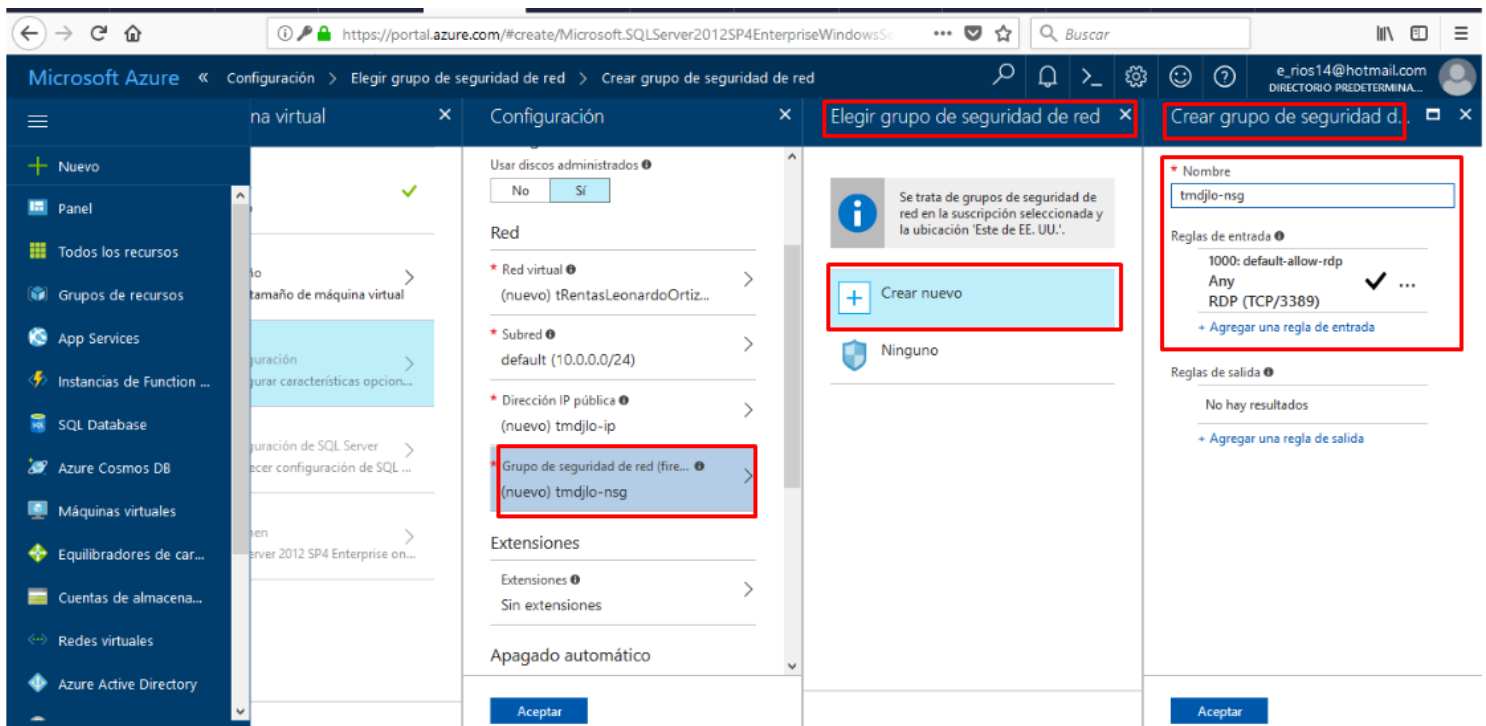 https://portal.azure.com/#create/Microsoft.SQLServer2012SP4EnterpriseWindowsSe
Buscar
Microsoft Azure « Configuración > Elegir grupo de seguridad de red > Crear grupo de seguridad de red
e_rios14@hotmail.com
DIRECTORIO PREDETERMINA...
Nuevo
Panel
Todos los recursos
Grupos de recursos
App Services
Instancias de Function ...
SQL Database
Azure Cosmos DB
Máquinas virtuales
Equilibradores de car...
Cuentas de almacena...
Redes virtuales
Azure Active Directory
na virtual
tamaño de máquina virtual
guración
gurar características opcion...
guración de SQL Server
ecer configuración de SQL ...
men
erver 2012 SP4 Enterprise on...
Configuración
Usar discos administrados
No Sí
Red
* Red virtual
(nuevo) tRentasLeonardoOrtiz...
* Subred
default (10.0.0.0/24)
* Dirección IP pública
(nuevo) tmdjlo-ip
* Grupo de seguridad de red (fire...
(nuevo) tmdjlo-nsg
Extensiones
Extensiones
Sin extensiones
Apagado automático
Aceptar
Elegir grupo de seguridad de red
Se trata de grupos de seguridad de
red en la suscripción seleccionada y
la ubicación 'Este de EE. UU.'.
Crear nuevo
Ninguno
Crear grupo de seguridad d...
* Nombre
tmdjlo-nsg
Reglas de entrada
1000: default-allow-rdp
Any
RDP (TCP/3389)
...
+ Agregar una regla de entrada
Reglas de salida
No hay resultados
+ Agregar una regla de salida
Aceptar